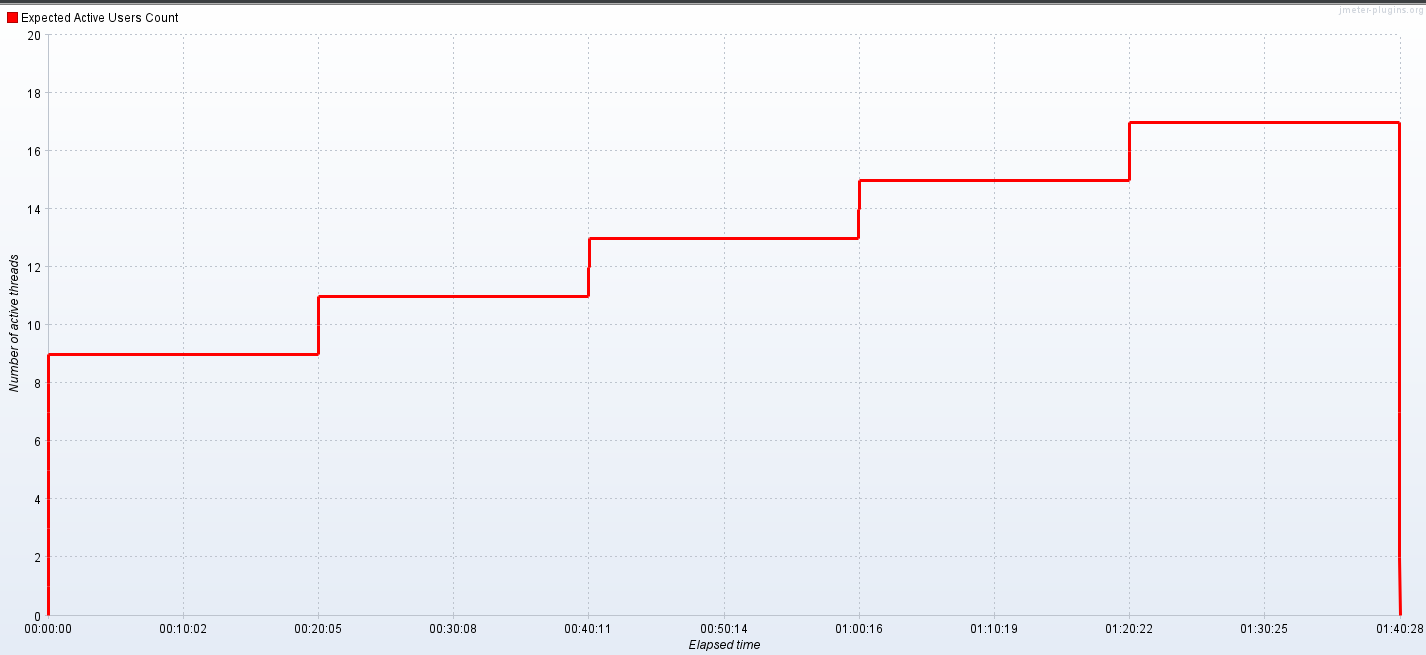 jmeter-plugins.org
Expected Active Users Count
20
18
16
14
12
10
8
6
4
2
0
Number of active threads
00:00:00 00:10:02 00:20:05 00:30:08 00:40:11 00:50:14 01:00:16 01:10:19 01:20:22 01:30:25 01:40:28
Elapsed time